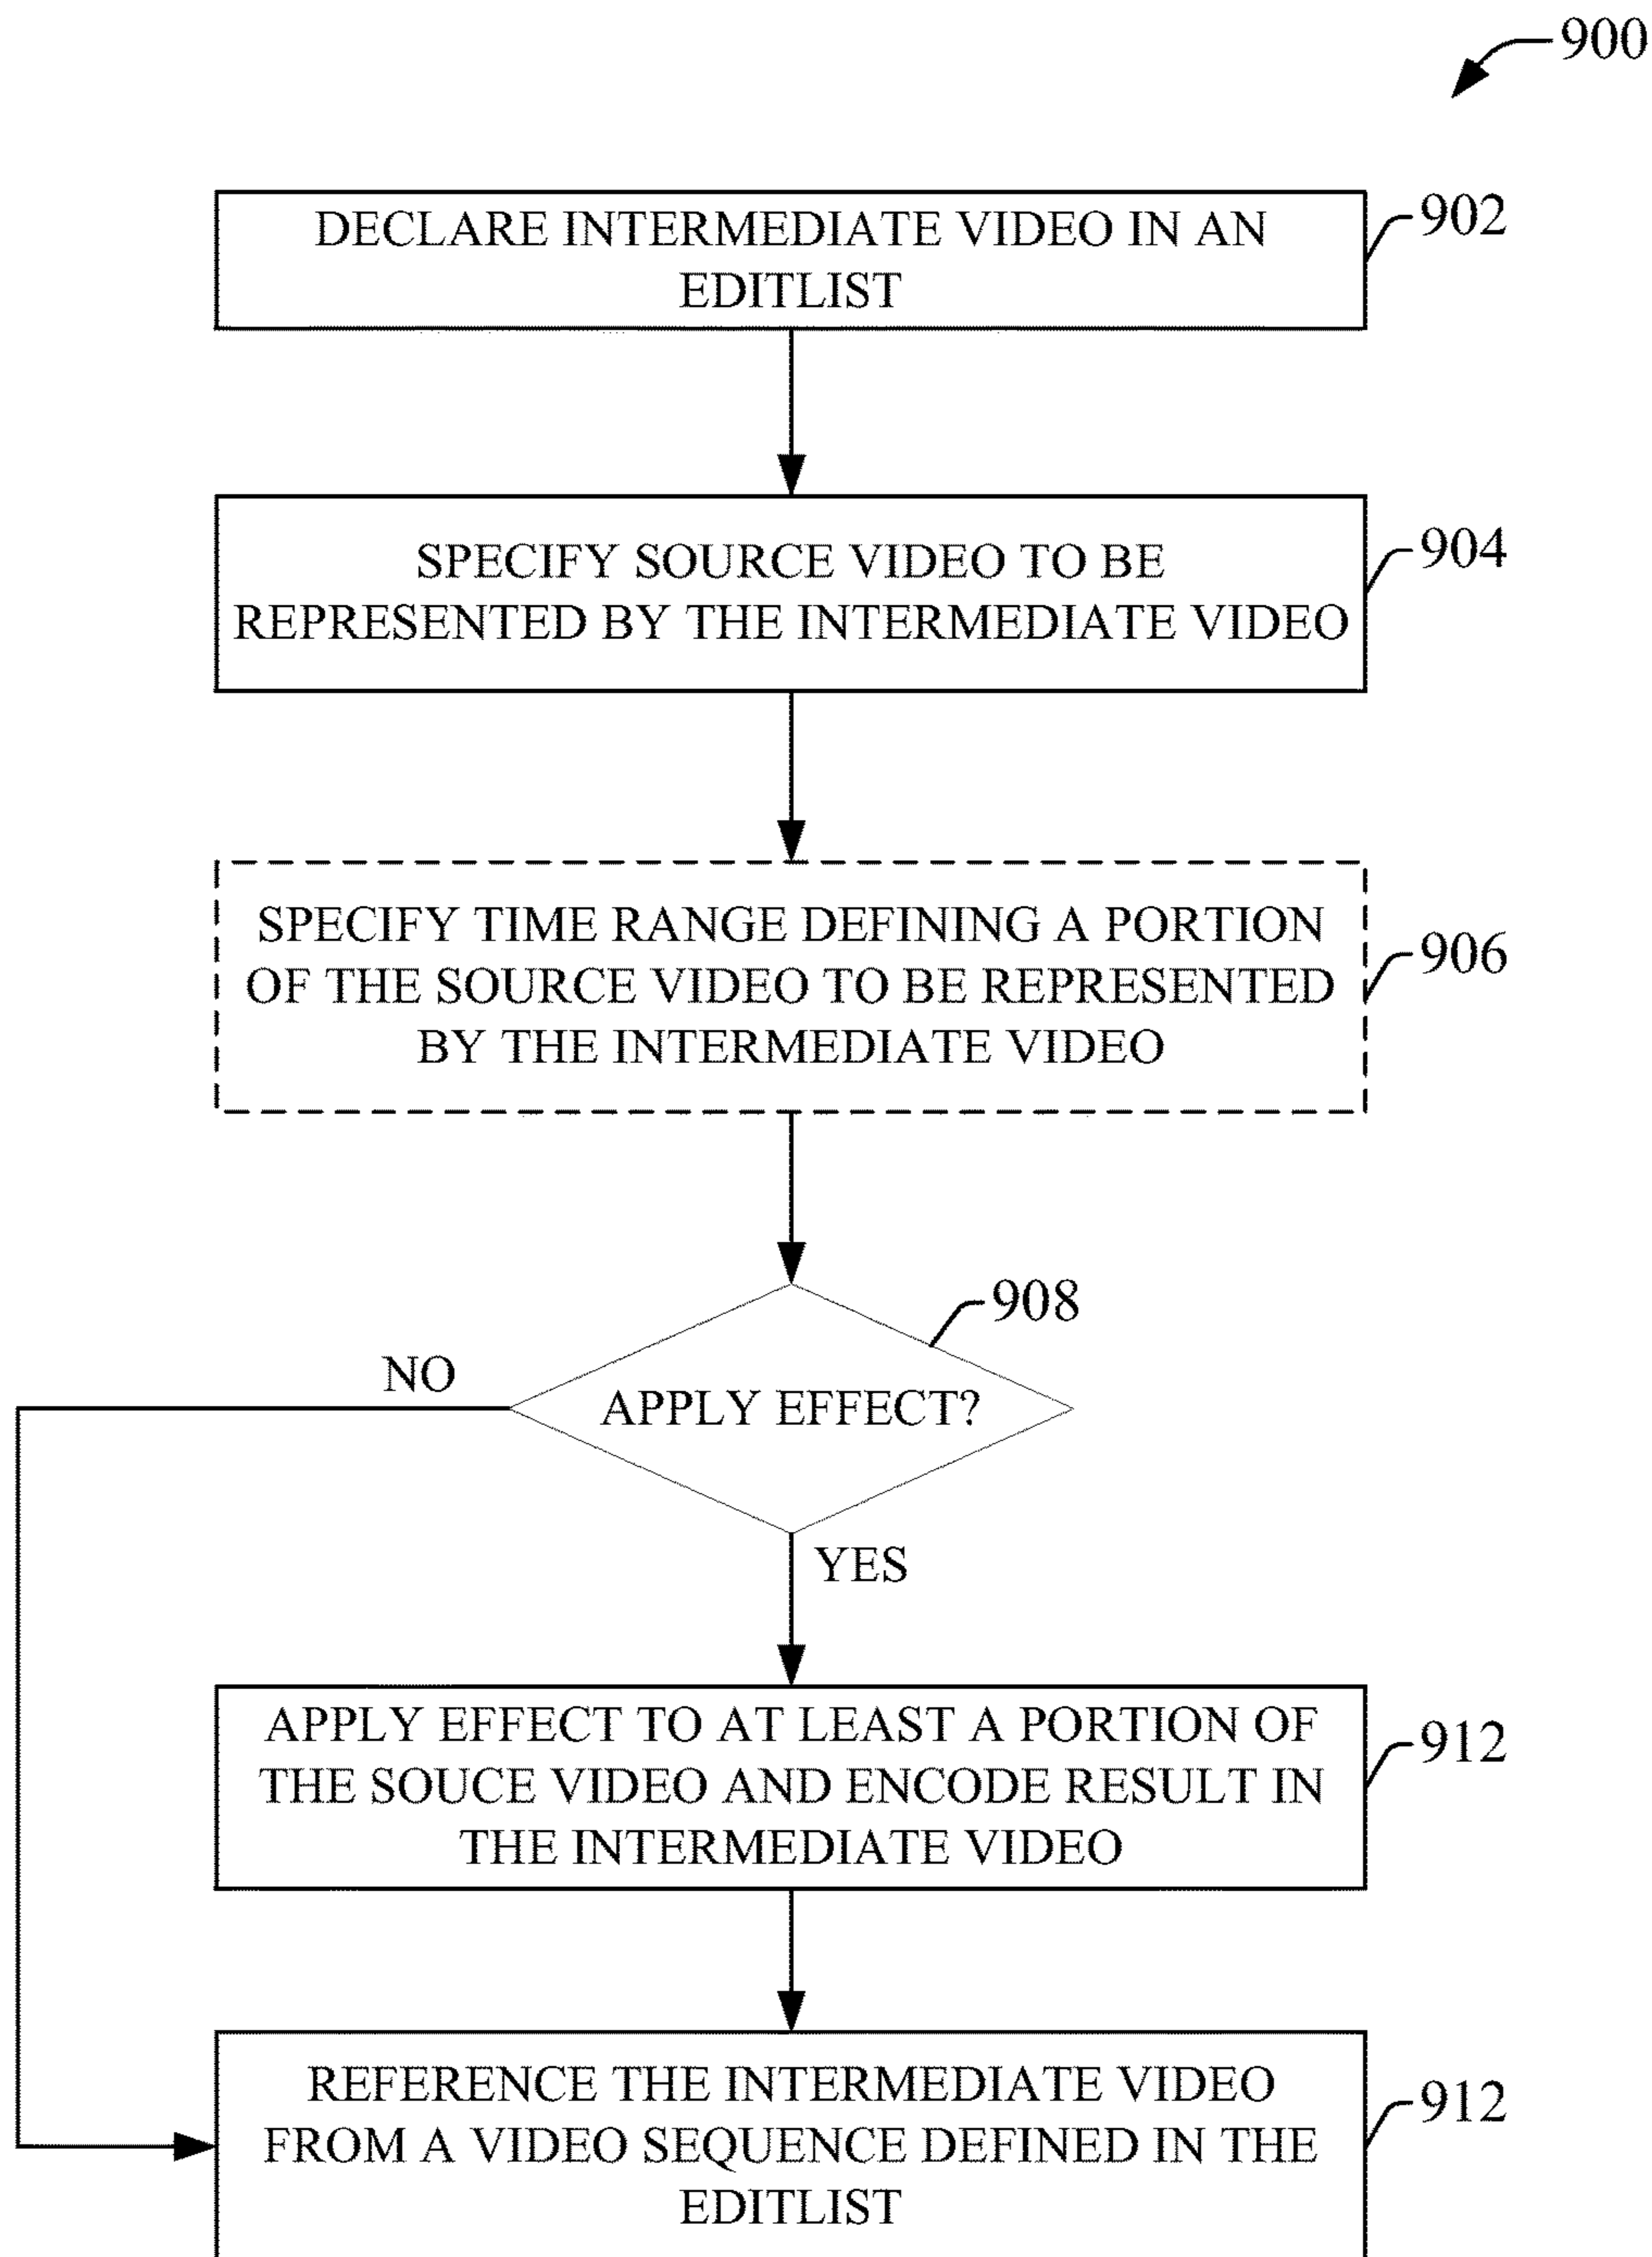 900
DECLARE INTERMEDIATE VIDEO IN AN
EDITLIST
902
SPECIFY SOURCE VIDEO TO BE
REPRESENTED BY THE INTERMEDIATE VIDEO
904
SPECIFY TIME RANGE DEFINING A PORTION
OF THE SOURCE VIDEO TO BE REPRESENTED
BY THE INTERMEDIATE VIDEO
906
908
NO
APPLY EFFECT?
YES
APPLY EFFECT TO AT LEAST A PORTION OF
THE SOUCE VIDEO AND ENCODE RESULT IN
THE INTERMEDIATE VIDEO
912
REFERENCE THE INTERMEDIATE VIDEO
FROM A VIDEO SEQUENCE DEFINED IN THE
EDITLIST
912